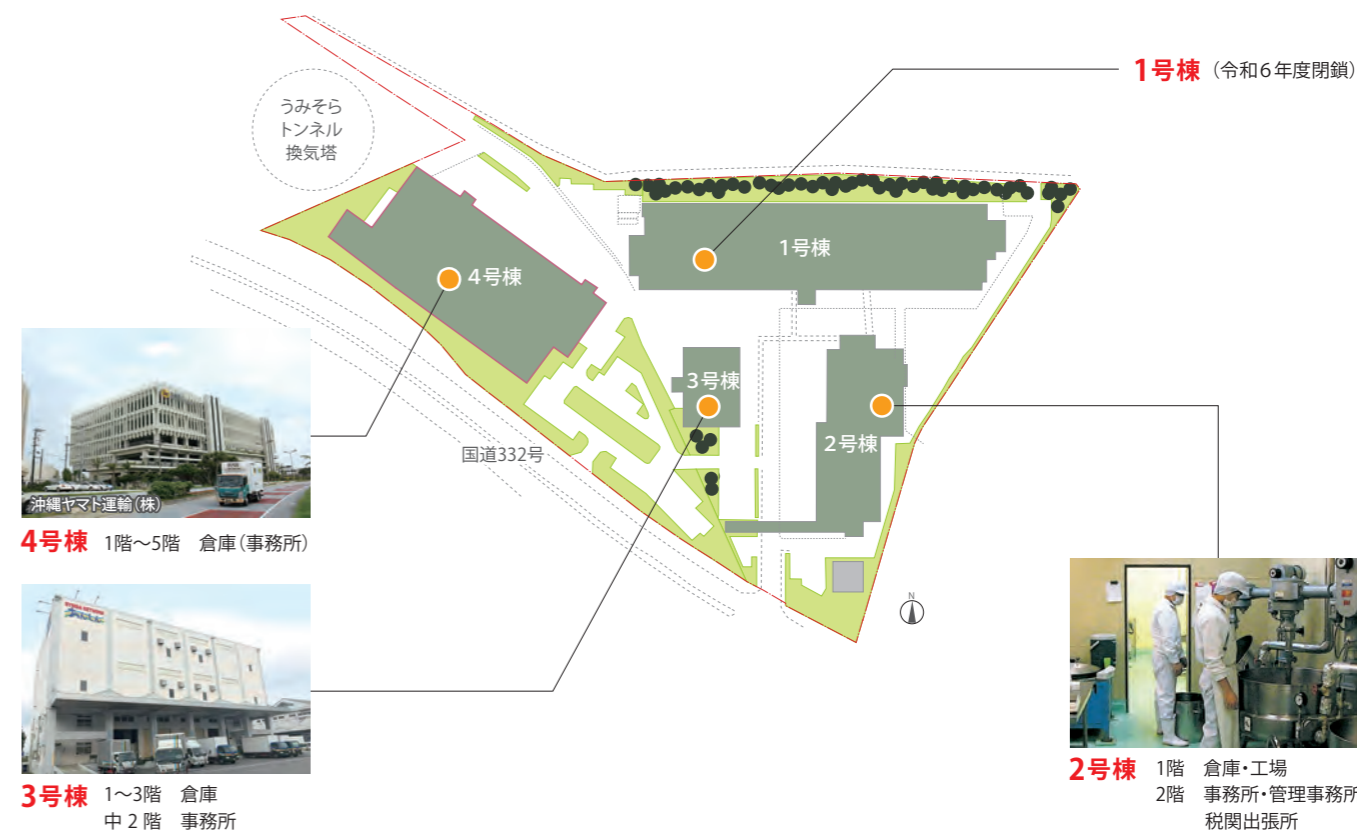 1号棟 (令和6年度閉鎖)
うみそら
トンネル
換気塔
1号棟
4号棟
3号棟
2号棟
国道332号
沖縄ヤマト運輸(株)
4号棟 1階～5階 倉庫(事務所)
N
3号棟 1～3階 倉庫
中2階 事務所
2号棟 1階 倉庫・工場
2階 事務所・管理事務所
税関出張所